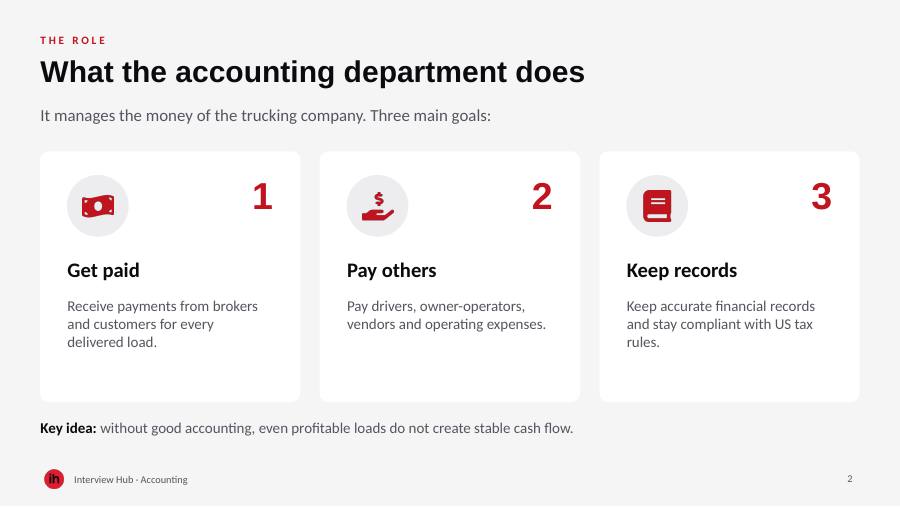 THE ROLE
What the accounting department does
It manages the money of the trucking company. Three main goals:
1
Get paid
Receive payments from brokers
and customers for every
delivered load.
2
Pay others
Pay drivers, owner-operators,
vendors and operating expenses.
3
Keep records
Keep accurate financial records
and stay compliant with US tax
rules.
Key idea: without good accounting, even profitable loads do not create stable cash flow.
ih
Interview Hub · Accounting
2